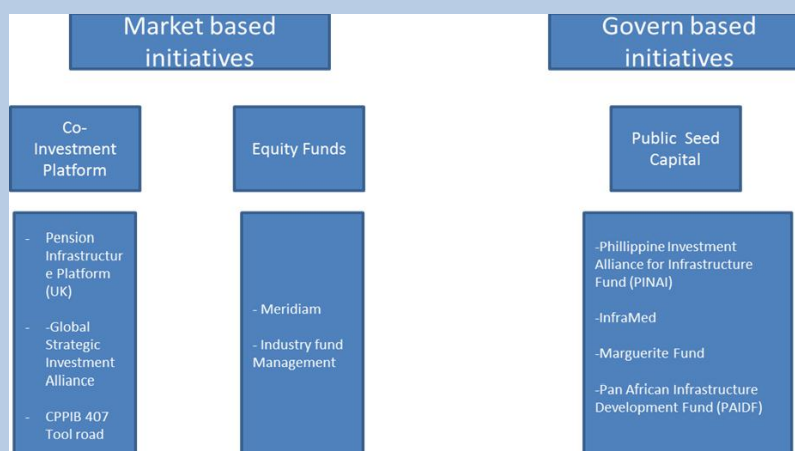 Market based
initiatives
Govern based
initiatives
Co-
Investment
Platform
Equity Funds
Public Seed
Capital
- Pension
Infrastructur
e Platform
(UK)
- -Global
Strategic
Investment
Alliance
- CPPIB 407
Tool road
- Meridiam
- Industry fund
Management
-Phillippine Investment
Alliance for Infrastructure
Fund (PINAI)
-InfraMed
-Marguerite Fund
-Pan African Infrastructure
Development Fund (PAIDF)